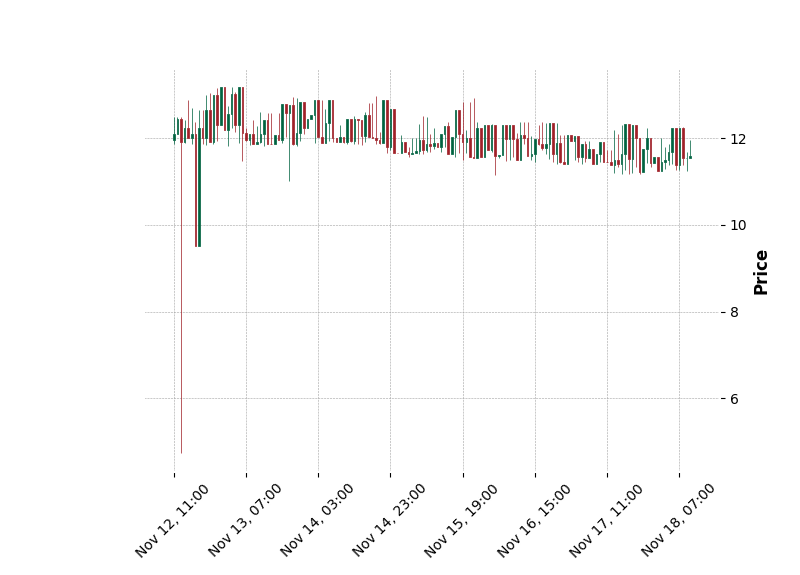 12
10
8
6
Price
Nov 12, 11:00
Nov 13, 07:00
Nov 14, 03:00
Nov 14, 23:00
Nov 15, 19:00
Nov 16, 15:00
Nov 17, 11:00
Nov 18, 07:00